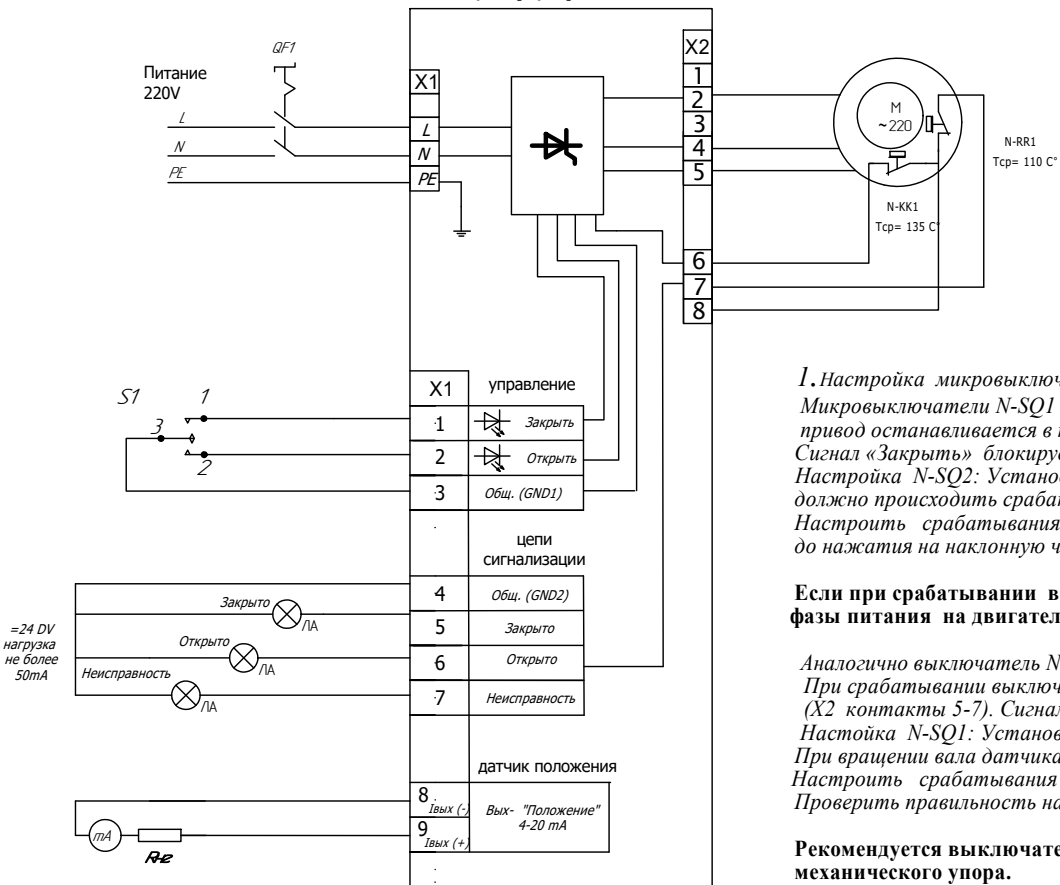 QF1
Питание
220V
L
N
PE
X1
L
N
PE
X2
1
2
3
4
5
6
7
8
M
~220
N-RR1
Тср= 110 C°
N-KK1
Тср= 135 C°
S1
1
3
2
X1
управление
1
Закрыть
2
Открыть
3
Общ. (GND1)
цепи
сигнализации
4
Общ. (GND2)
5
Закрыто
6
Открыто
7
Неисправность
=24 DV
нагрузка
не более
50mA
Закрыто
ЛА
Открыто
ЛА
Неисправность
ЛА
датчик положения
8
Iвых (-)
9
Iвых (+)
Вых- "Положение"
4-20 mA
mA
1.Настройка микровыключ
Микровыключатели N-SQ1
привод останавливается в
Сигнал «Закрыть» блокиру
Настройка N-SQ2: Устано
должно происходить сраба
Настроить срабатывания
до нажатия на наклонную ч
Если при срабатывании в
фазы питания на двигател
Аналогично выключатель N
При срабатывании выключ
(X2 контакты 5-7). Сигнал
Настойка N-SQ1: Установ
При вращении вала датчика
Настроить срабатывания
Проверить правильность на
Рекомендуется выключате
механического упора.